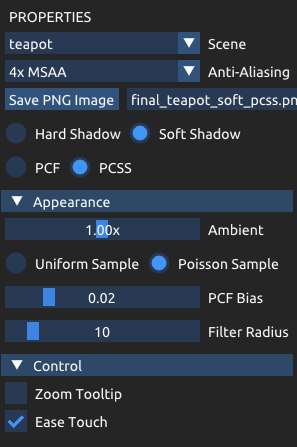 PROPERTIES
teapot Scene
4x MSAA Anti-Aliasing
Save PNG Image final_teapot_soft_pcss.pn
Hard Shadow Soft Shadow
PCF PCSS
Appearance
1.00x Ambient
Uniform Sample Poisson Sample
0.02 PCF Bias
10 Filter Radius
Control
Zoom Tooltip
Ease Touch